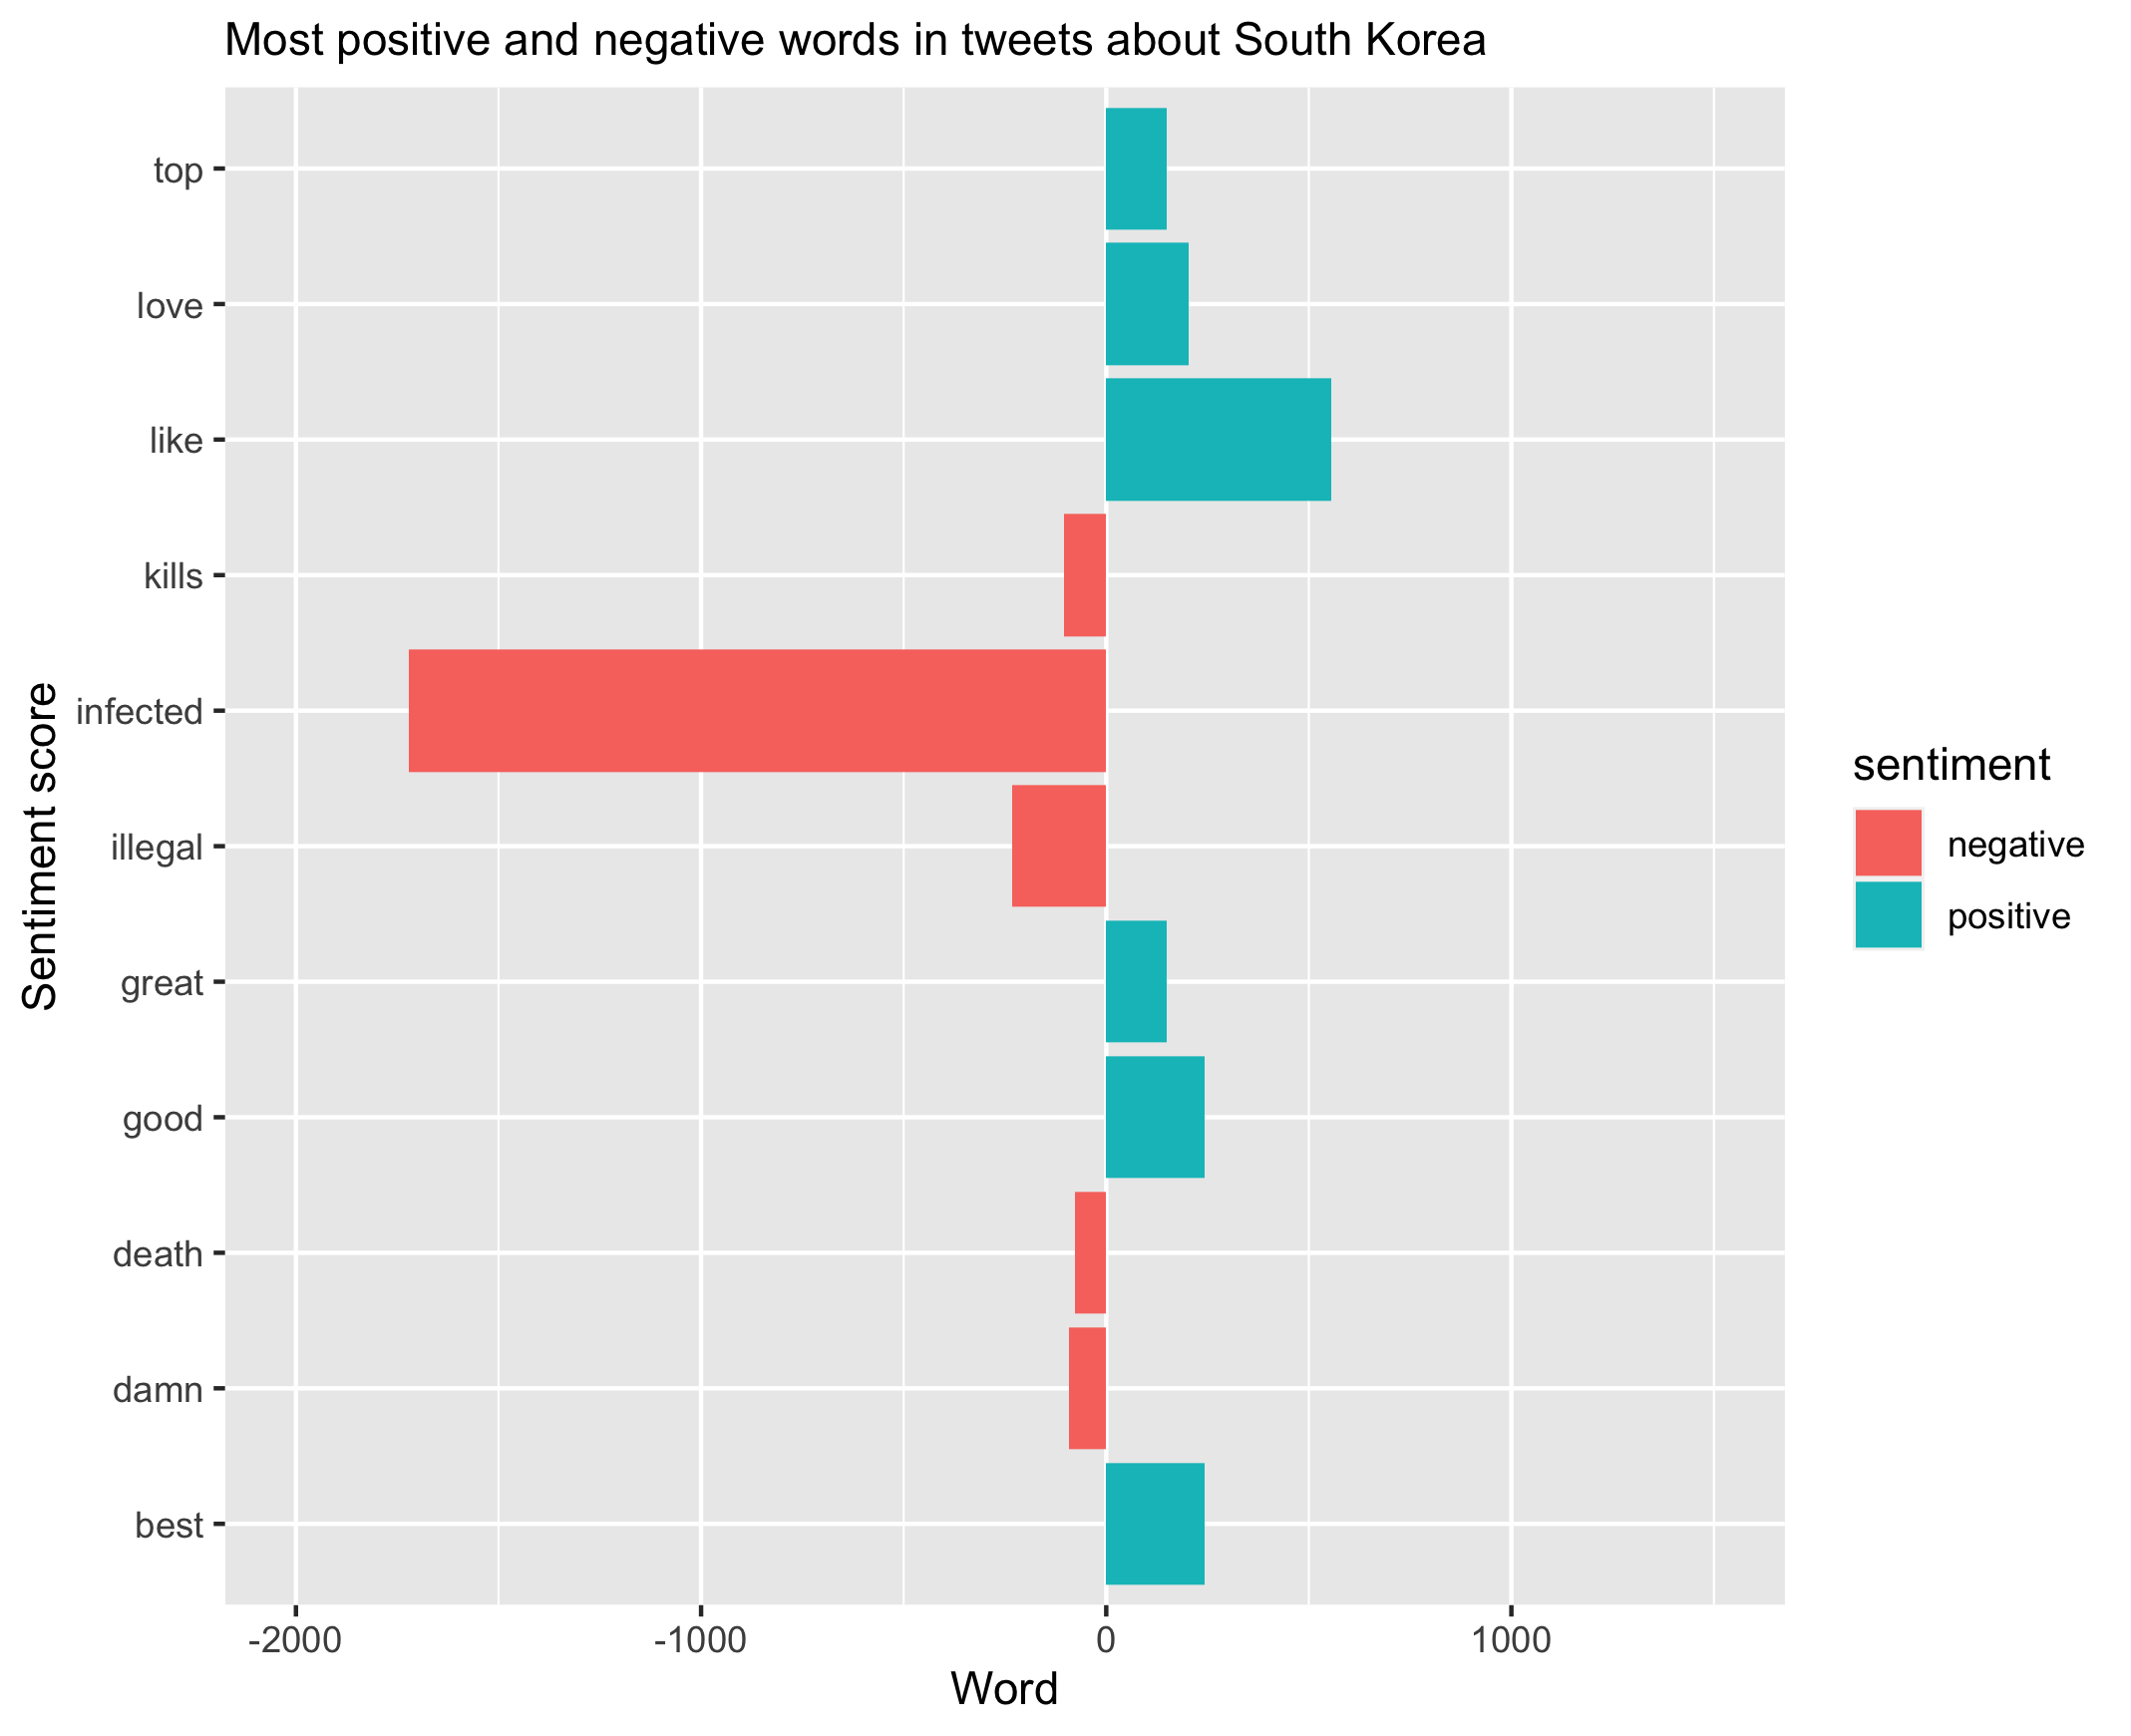 Most positive and negative words in tweets about South Korea
Sentiment score
top
love
like
kills
infected
illegal
great
good
death
damn
best
-2000 -1000 0 1000
Word
sentiment
negative
positive